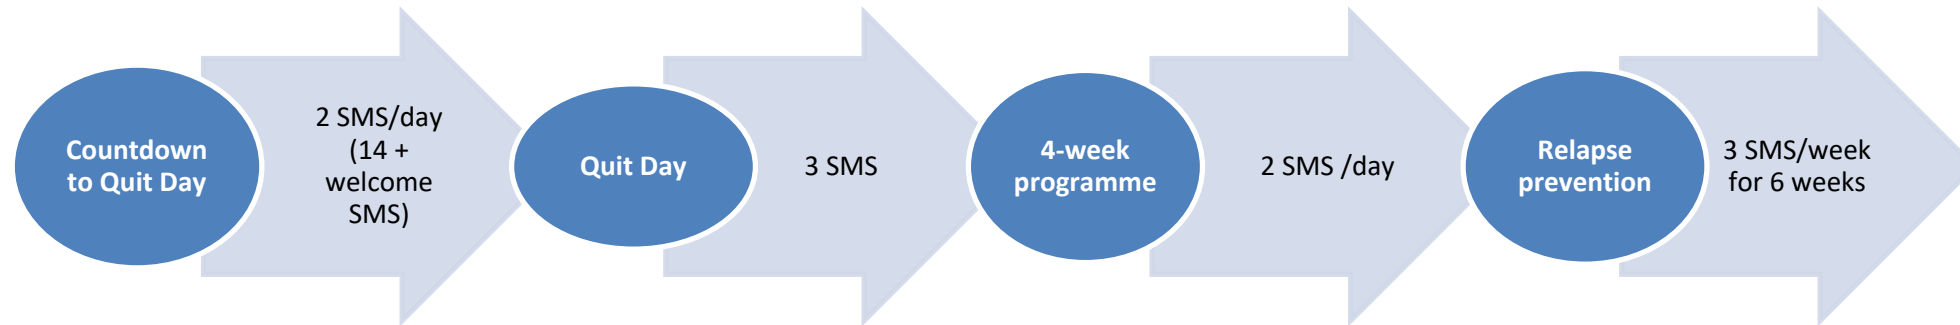 Countdown
to Quit Day
2 SMS/day
(14 +
welcome
SMS)
Quit Day
3 SMS
4-week
programme
2 SMS /day
Relapse
prevention
3 SMS/week
for 6 weeks